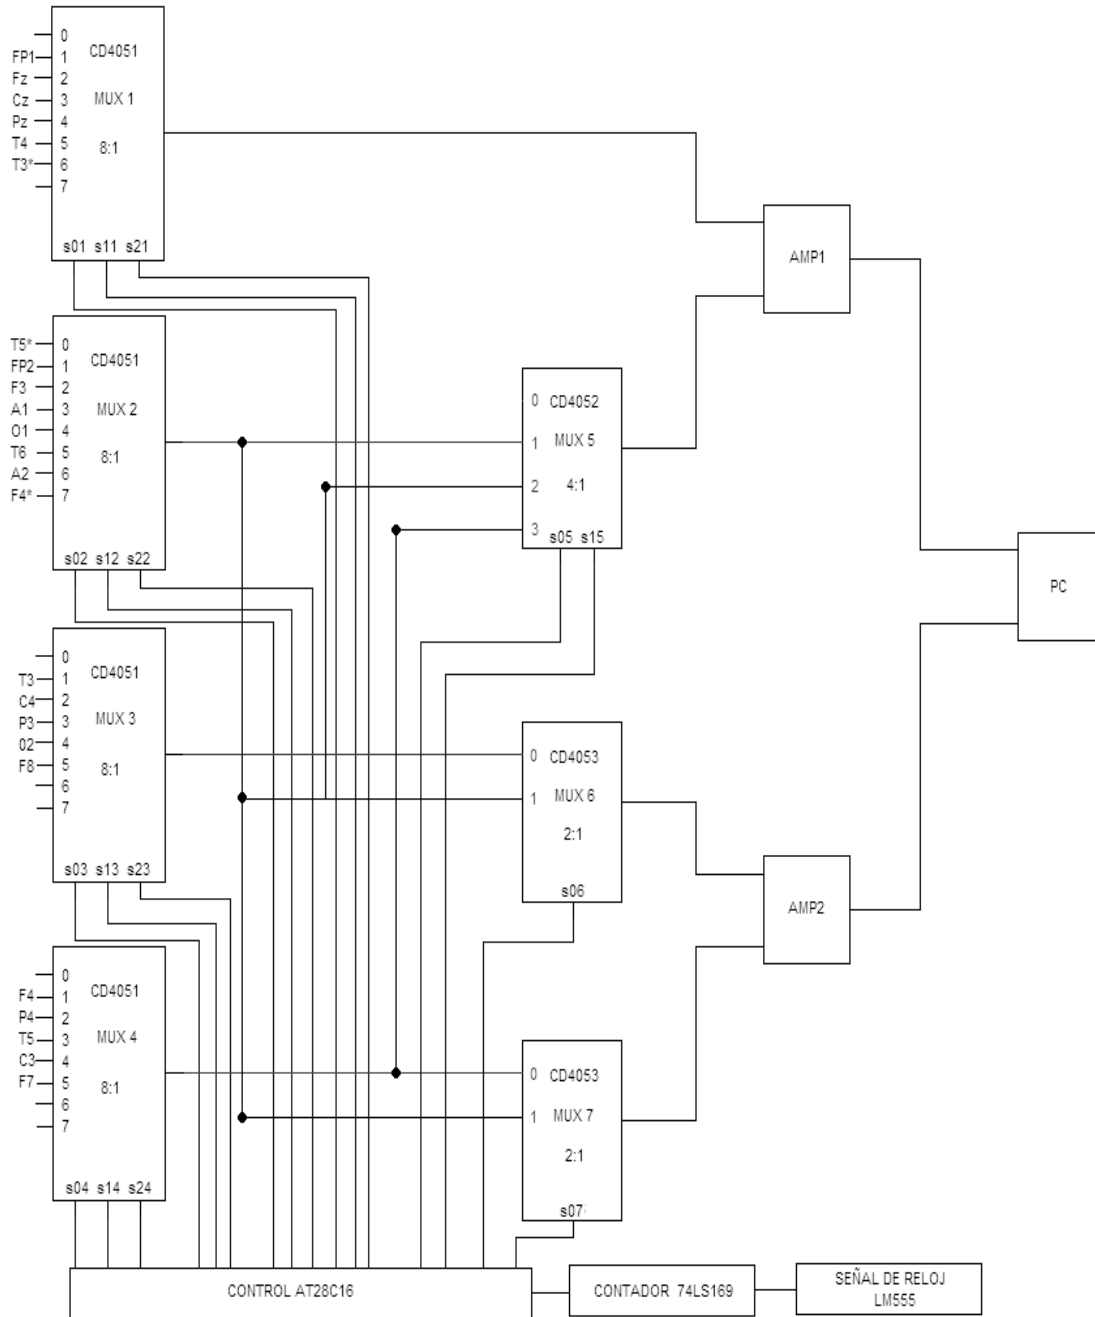 0
FP1 1 CD4051
Fz 2
Cz 3 MUX 1
Pz 4
T4 5 8:1
T3* 6
7
s01 s11 s21
AMP1
T5* 0
FP2 1 CD4051
F3 2
A1 3 MUX 2
O1 4
T6 5 8:1
A2 6
F4* 7
s02 s12 s22
0 CD4052
1 MUX 5
2 4:1
3
s05 s15
PC
0
T3 1 CD4051
C4 2
P3 3 MUX 3
02 4
F8 5 8:1
6
7
s03 s13 s23
0 CD4053
1 MUX 6
2:1
s06
AMP2
0
F4 1 CD4051
P4 2
T5 3 MUX 4
C3 4
F7 5 8:1
6
7
s04 s14 s24
0 CD4053
1 MUX 7
2:1
s07
CONTROL AT28C16
CONTADOR 74LS169
SEÑAL DE RELOJ
LM555